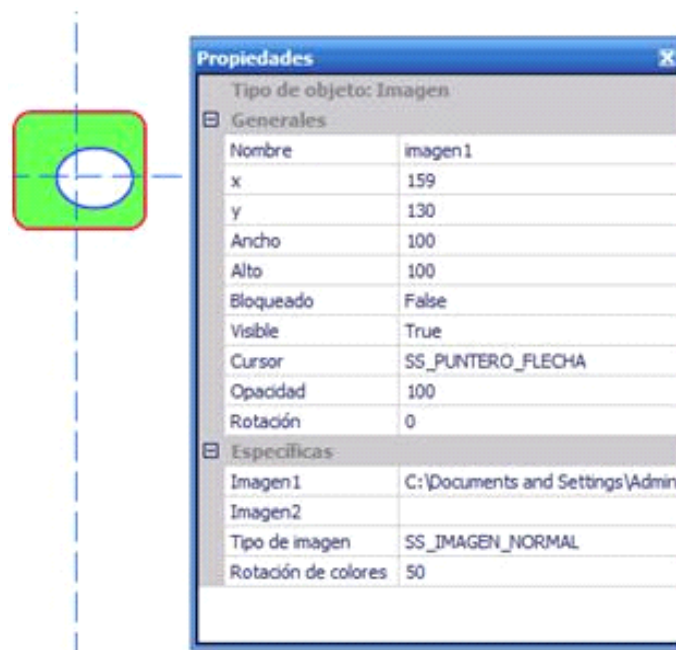 Propiedades
Tipo de objeto: Imagen
Generales
Nombre imagen1
x 159
y 130
Ancho 100
Alto 100
Bloqueado False
Visible True
Cursor SS_PUNTERO_FLECHA
Opacidad 100
Rotación 0
Específicas
Imagen1 C:\Documents and Settings\Admin
Imagen2
Tipo de imagen SS_IMAGEN_NORMAL
Rotación de colores 50